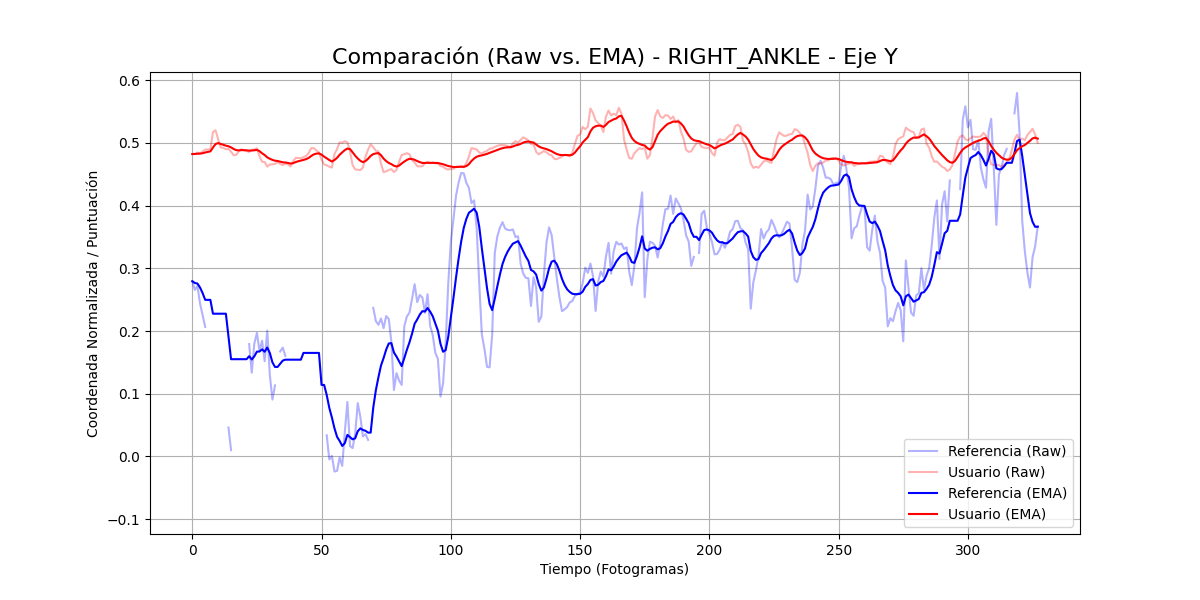 Comparación (Raw vs. EMA) - RIGHT_ANKLE - Eje Y
Coordenada Normalizada / Puntuación
0.6
0.5
0.4
0.3
0.2
0.1
0.0
−0.1
0 50 100 150 200 250 300
Tiempo (Fotogramas)
Referencia (Raw)
Usuario (Raw)
Referencia (EMA)
Usuario (EMA)